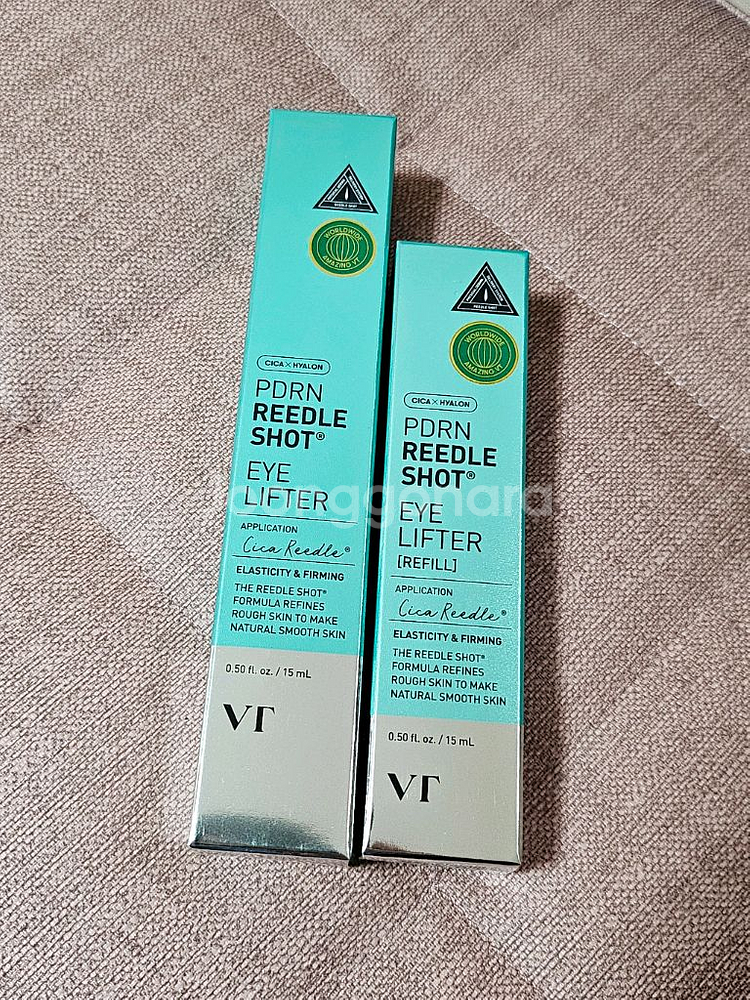 REEDLE SHOT
WORLDWIDE
AMAZING VT
CICA×HYALON
PDRN
REEDLE
SHOT®
EYE
LIFTER
APPLICATION
Cica Reedle®
ELASTICITY & FIRMING
THE REEDLE SHOT®
FORMULA REFINES
ROUGH SKIN TO MAKE
NATURAL SMOOTH SKIN
0.50 fl. oz. / 15 mL
VT
REEDLE SHOT
WORLDWIDE
AMAZING VT
CICA×HYALON
PDRN
REEDLE
SHOT®
EYE
LIFTER
[REFILL]
APPLICATION
Cica Reedle®
ELASTICITY & FIRMING
THE REEDLE SHOT®
FORMULA REFINES
ROUGH SKIN TO MAKE
NATURAL SMOOTH SKIN
0.50 fl. oz. / 15 mL
VT
joonggonara